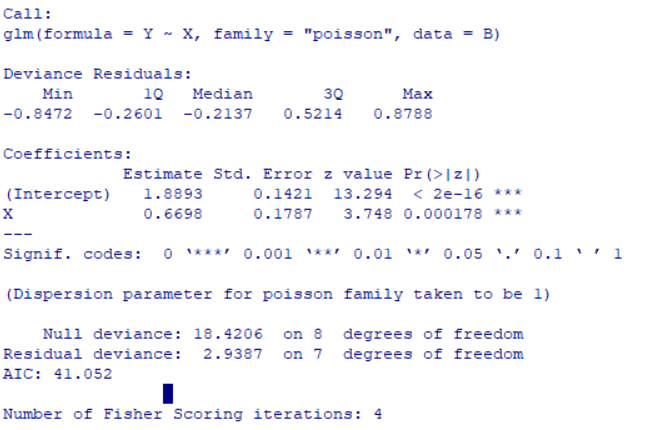 Call:
glm(formula = Y ~ X, family = "poisson", data = B)
Deviance Residuals:
    Min       1Q   Median       3Q      Max
-0.8472  -0.2601  -0.2137   0.5214   0.8788
Coefficients:
            Estimate Std. Error z value Pr(>|z|)
(Intercept)   1.8893     0.1421  13.294  < 2e-16 ***
X             0.6698     0.1787   3.748 0.000178 ***
---
Signif. codes:  0 ‘***’ 0.001 ‘**’ 0.01 ‘*’ 0.05 ‘.’ 0.1 ‘ ’ 1
(Dispersion parameter for poisson family taken to be 1)
    Null deviance: 18.4206  on 8  degrees of freedom
Residual deviance:  2.9387  on 7  degrees of freedom
AIC: 41.052
Number of Fisher Scoring iterations: 4